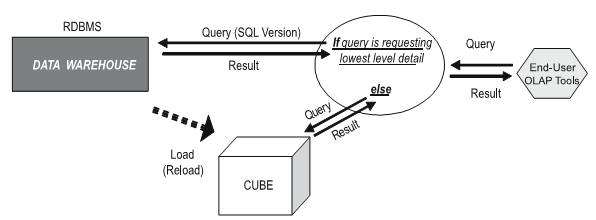 RDBMS
DATA WAREHOUSE
Query (SQL Version)
Result
If query is requesting
lowest level detail
else
Query
Result
End-User
OLAP Tools
Query
Result
Load
(Reload)
CUBE